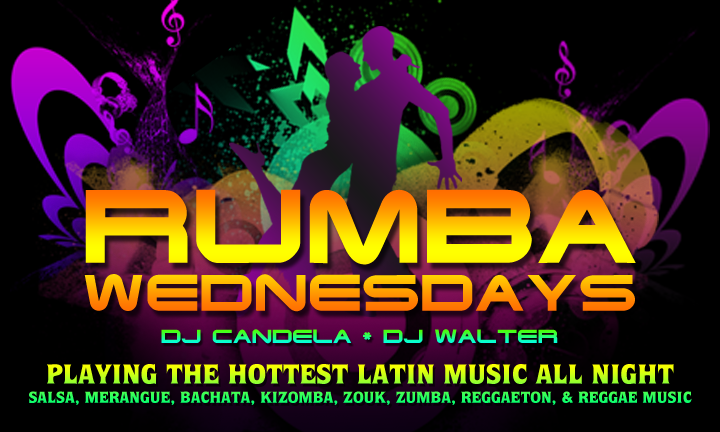 RUMBA
WEDNESDAYS
DJ CANDELA * DJ WALTER
PLAYING THE HOTTEST LATIN MUSIC ALL NIGHT
SALSA, MERANGUE, BACHATA, KIZOMBA, ZOUK, ZUMBA, REGGAETON, & REGGAE MUSIC